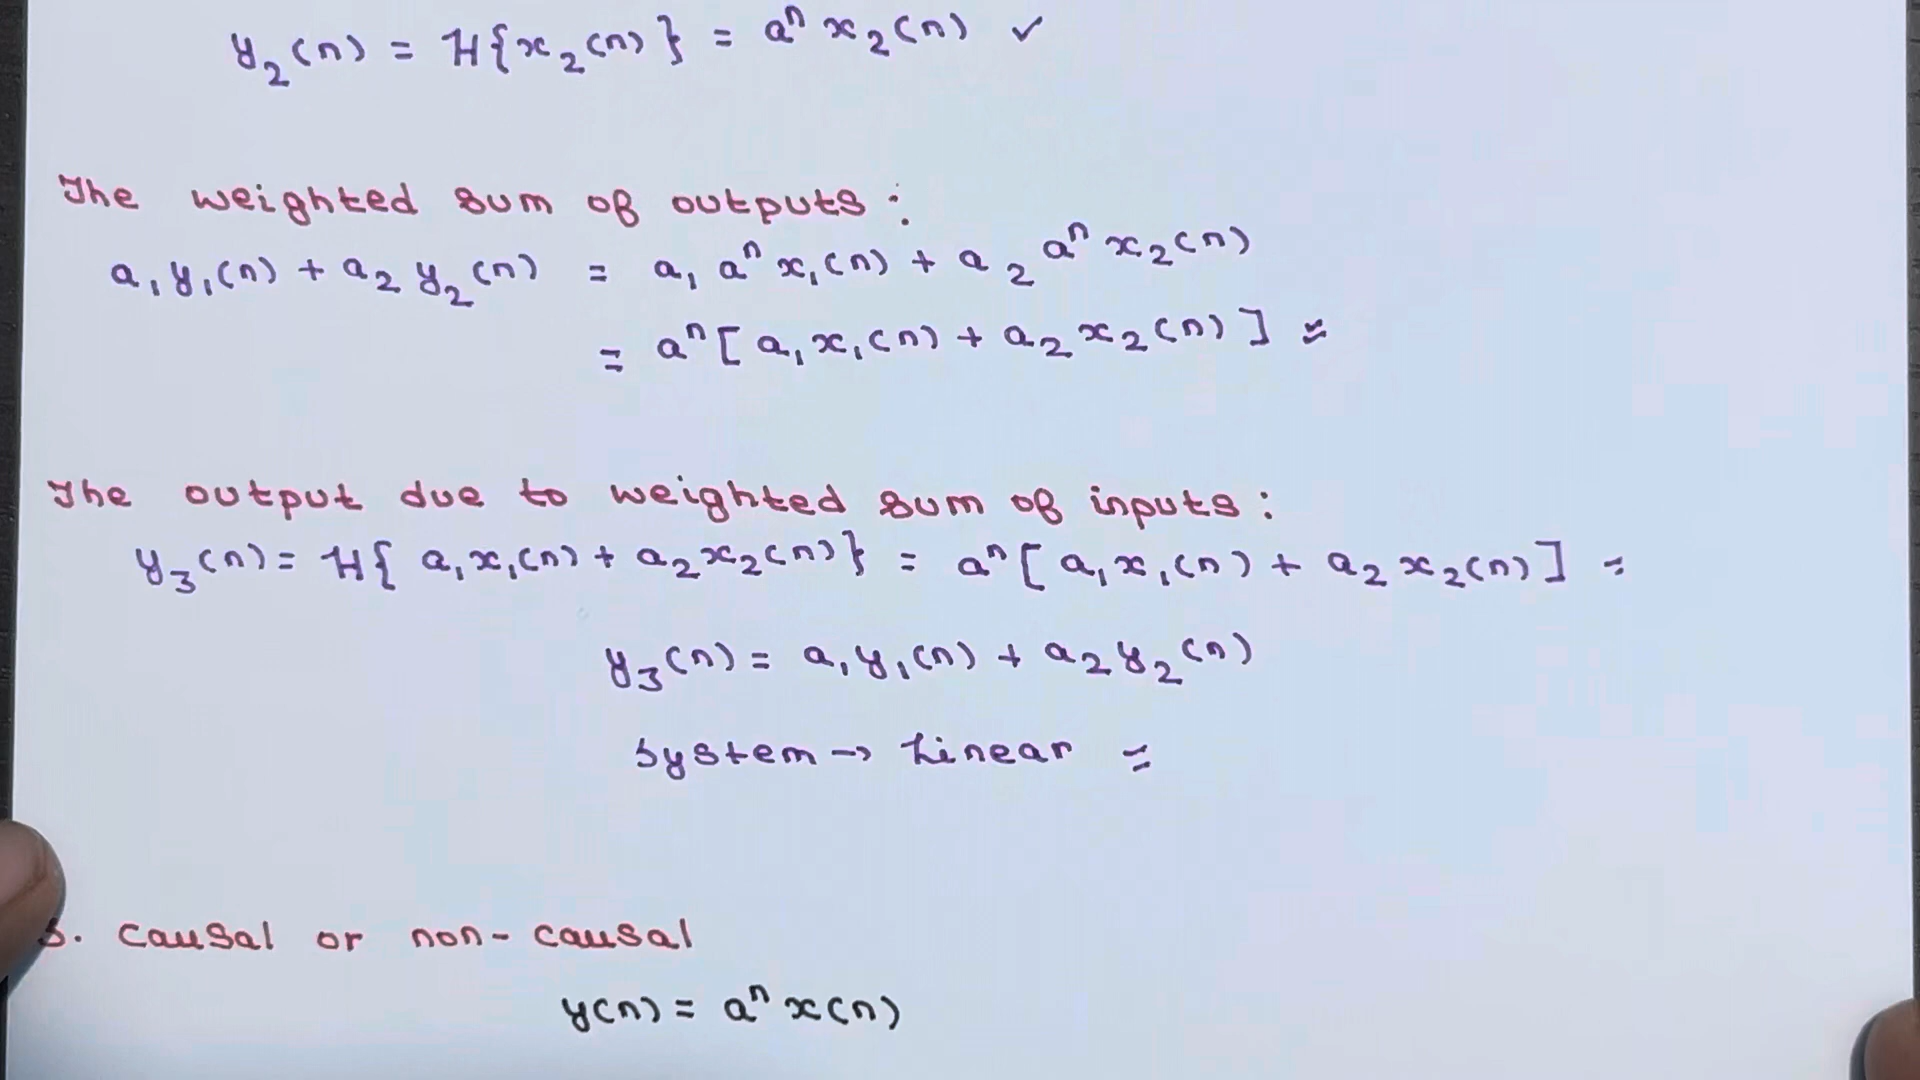 y₂(n) = H{x₂(n)} = aⁿ x₂(n) ✓
The weighted sum of outputs :
a₁y₁(n) + a₂y₂(n) = a₁ aⁿ x₁(n) + a₂ aⁿ x₂(n)
= aⁿ [a₁x₁(n) + a₂x₂(n)] =
The output due to weighted sum of inputs :
y₃(n) = H{ a₁x₁(n) + a₂x₂(n)} = aⁿ [a₁x₁(n) + a₂x₂(n)] =
y₃(n) = a₁y₁(n) + a₂y₂(n)
System → Linear =
3. causal or non-causal
y(n) = aⁿ x(n)